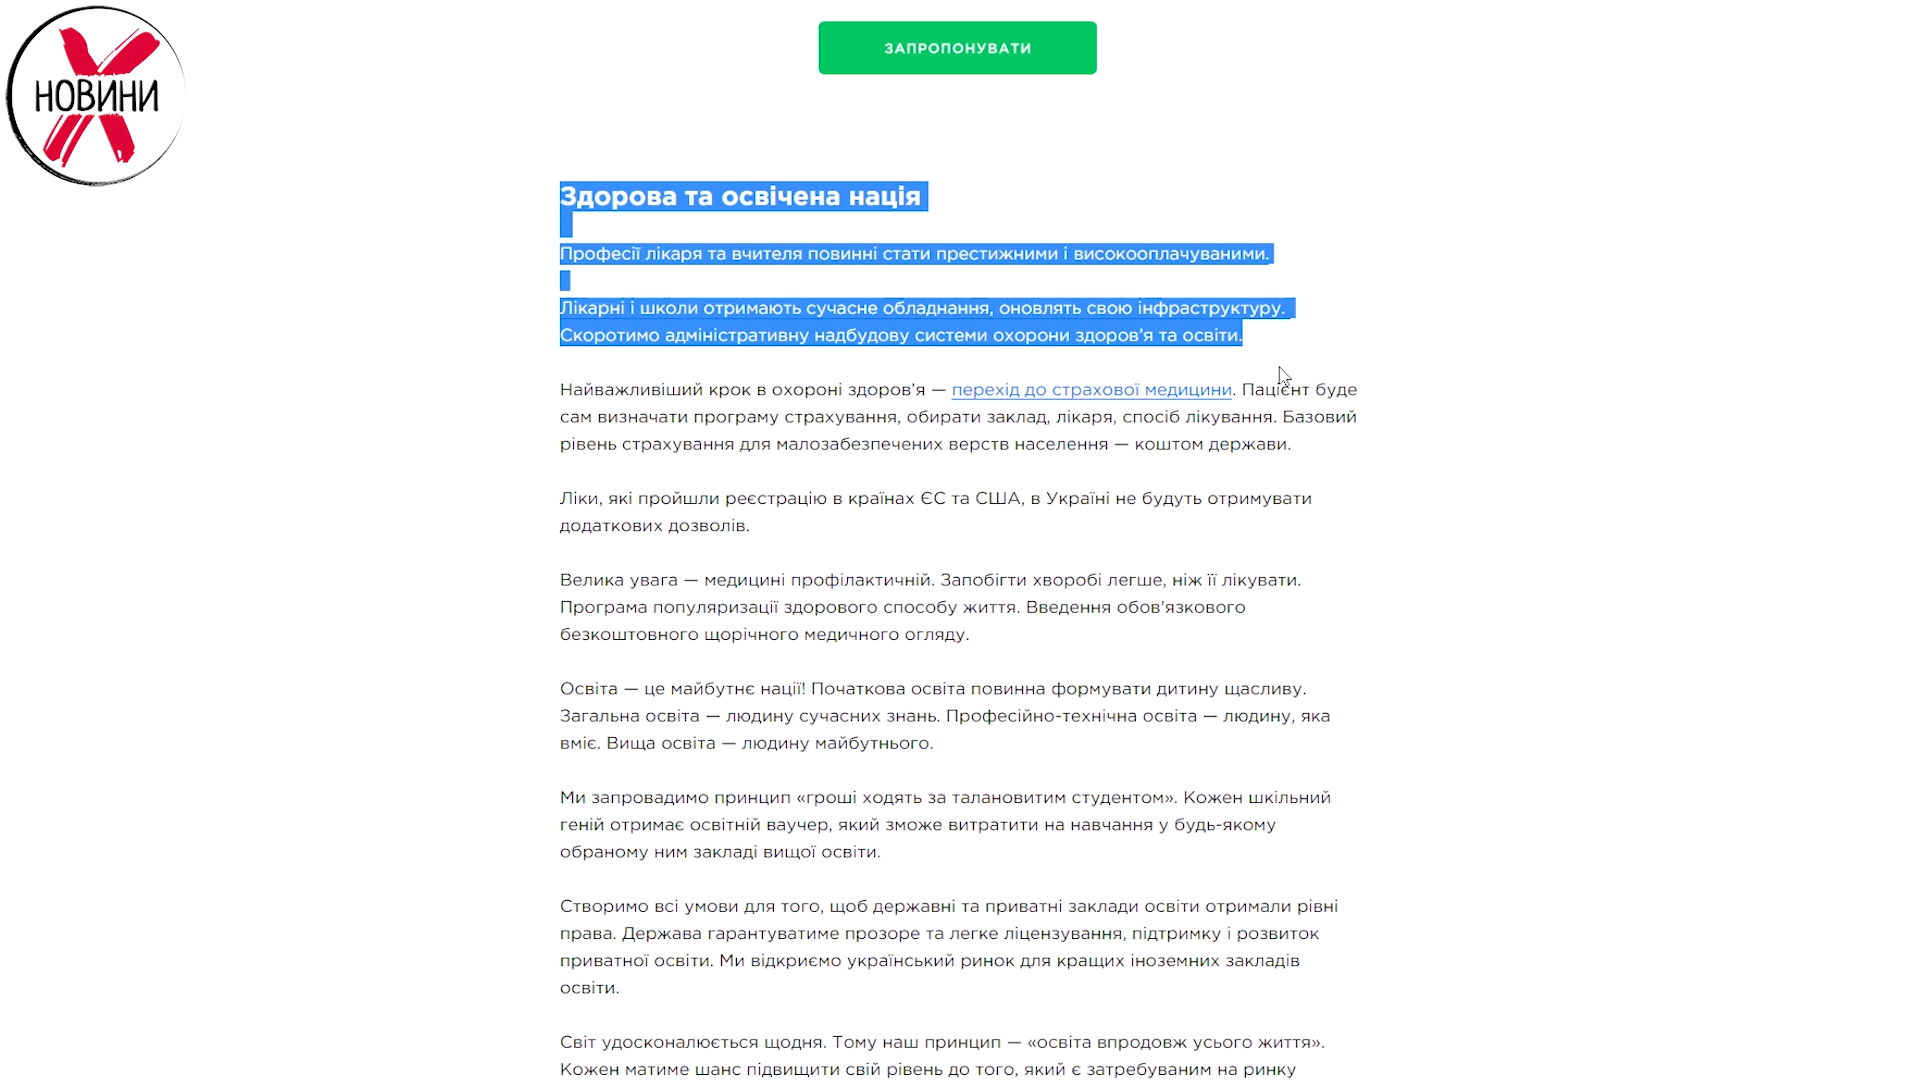 НОВИНИ
ЗАПРОПОНУВАТИ
Здорова та освічена нація
Професії лікаря та вчителя повинні стати престижними і високооплачуваними.
Лікарні і школи отримають сучасне обладнання, оновлять свою інфраструктуру.
Скоротимо адміністративну надбудову системи охорони здоров’я та освіти.
Найважливіший крок в охороні здоров’я — перехід до страхової медицини. Пацієнт буде
сам визначати програму страхування, обирати заклад, лікаря, спосіб лікування. Базовий
рівень страхування для малозабезпечених верств населення — коштом держави.
Ліки, які пройшли реєстрацію в країнах ЄС та США, в Україні не будуть отримувати
додаткових дозволів.
Велика увага — медицині профілактичній. Запобігти хворобі легше, ніж її лікувати.
Програма популяризації здорового способу життя. Введення обов'язкового
безкоштовного щорічного медичного огляду.
Освіта — це майбутнє нації! Початкова освіта повинна формувати дитину щасливу.
Загальна освіта — людину сучасних знань. Професійно-технічна освіта — людину, яка
вміє. Вища освіта — людину майбутнього.
Ми запровадимо принцип «гроші ходять за талановитим студентом». Кожен шкільний
геній отримає освітній ваучер, який зможе витратити на навчання у будь-якому
обраному ним закладі вищої освіти.
Створимо всі умови для того, щоб державні та приватні заклади освіти отримали рівні
права. Держава гарантуватиме прозоре та легке ліцензування, підтримку і розвиток
приватної освіти. Ми відкриємо український ринок для кращих іноземних закладів
освіти.
Світ удосконалюється щодня. Тому наш принцип — «освіта впродовж усього життя».
Кожен матиме шанс підвищити свій рівень до того, який є затребуваним на ринку